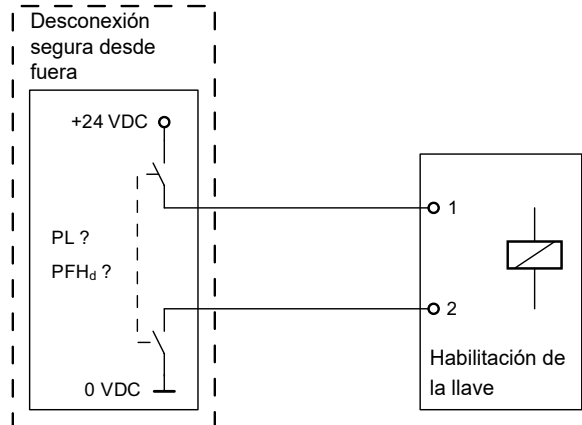 Desconexión
segura desde
fuera
+24 VDC
1
PL ?
PFHd ?
2
0 VDC
Habilitación de
la llave